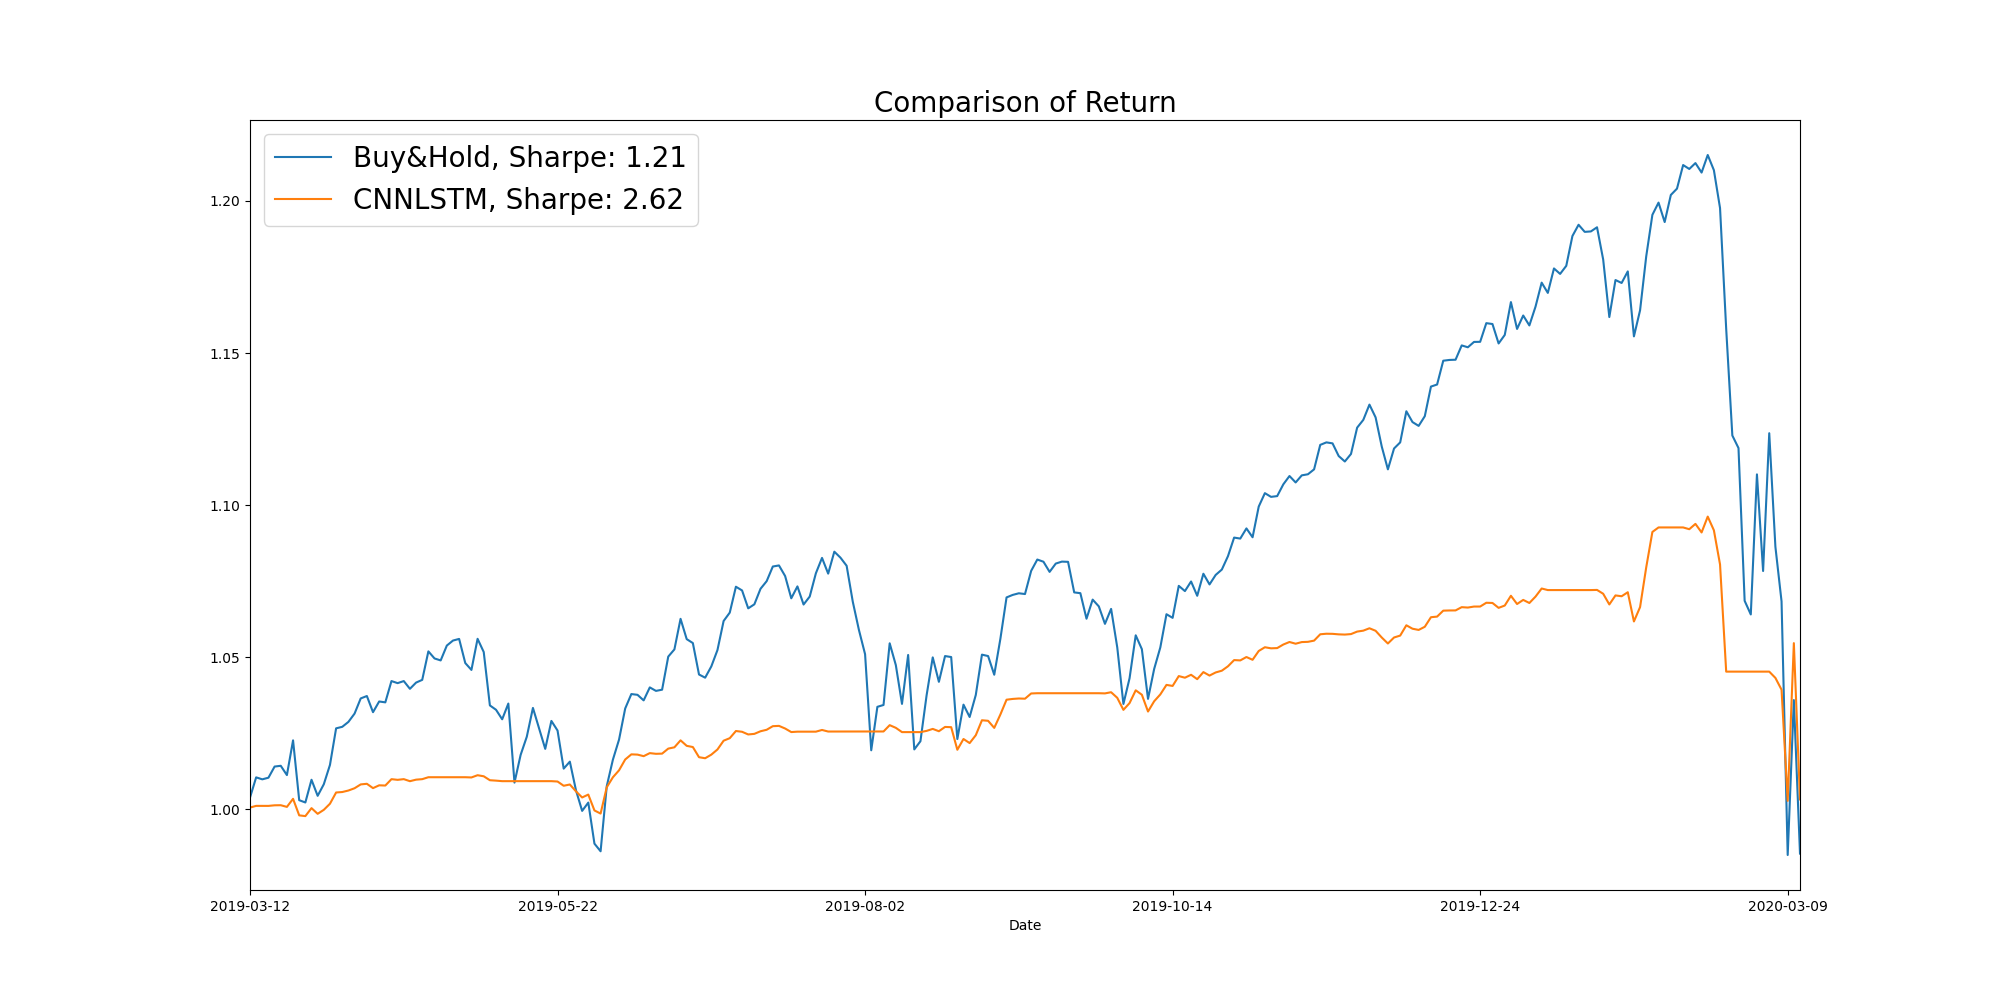 Comparison of Return
Buy&Hold, Sharpe: 1.21
CNNLSTM, Sharpe: 2.62
1.20
1.15
1.10
1.05
1.00
2019-03-12 2019-05-22 2019-08-02 2019-10-14 2019-12-24 2020-03-09
Date